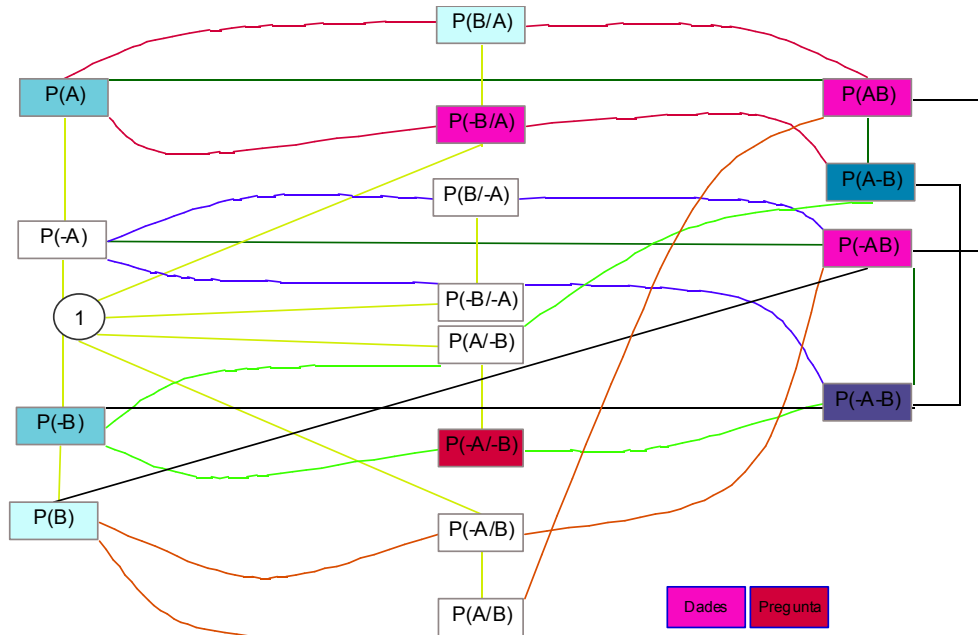 P(B/A)
P(A)
P(AB)
P(-B/A)
P(A-B)
P(B/-A)
P(-A)
P(-AB)
P(-B/-A)
1
P(A/-B)
P(-A-B)
P(-B)
P(-A/-B)
P(B)
P(-A/B)
P(A/B)
Dades
Pregunta